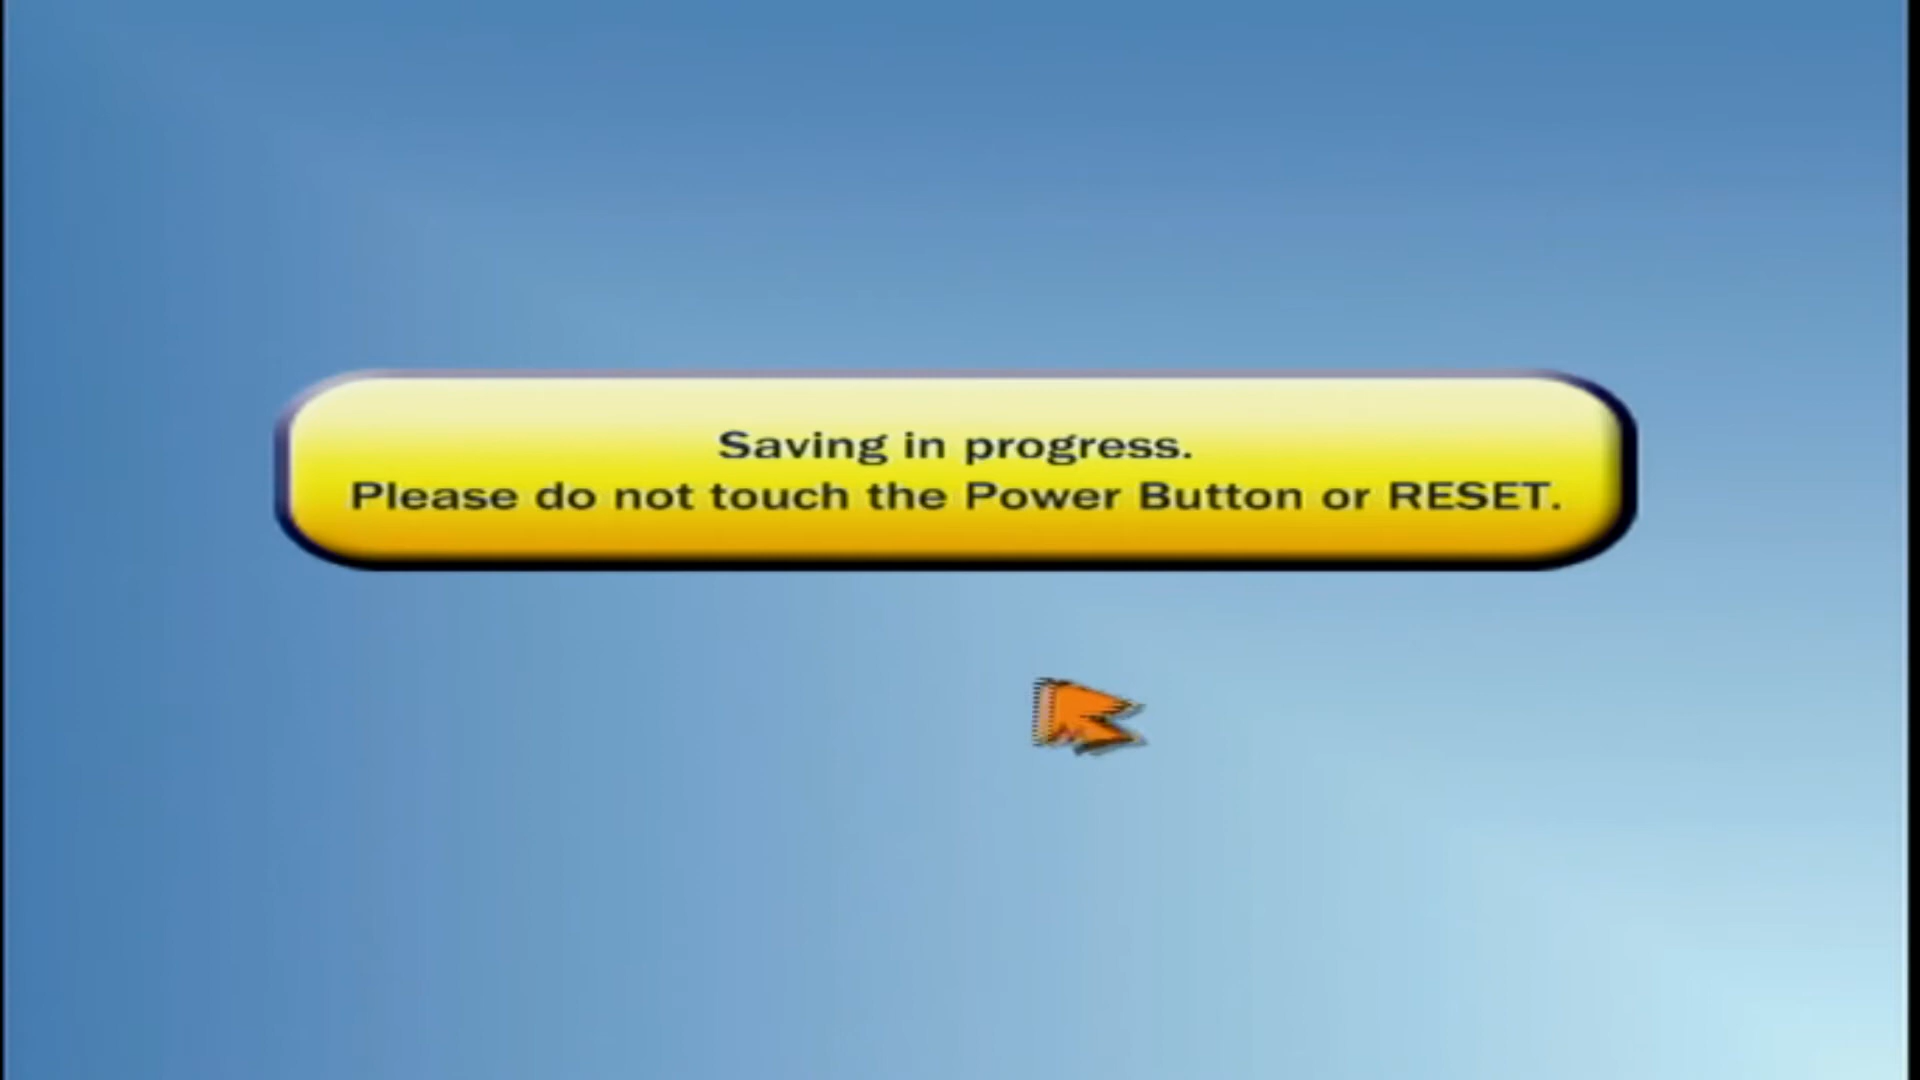 Saving in progress.
Please do not touch the Power Button or RESET.